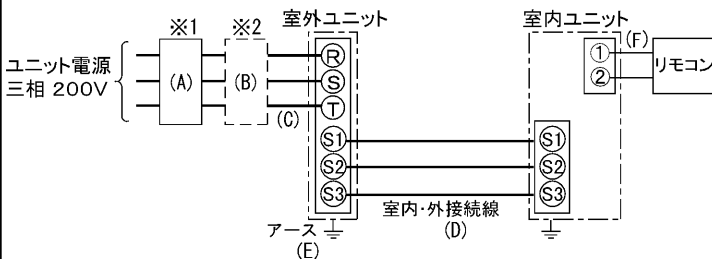 ※1
※2
室外ユニット
室内ユニット
ユニット電源
三相 200V
(A)
(B)
(C)
R
S
T
S1
S2
S3
室内・外接続線
(D)
アース
(E)
S1
S2
S3
1
2
(F)
リモコン